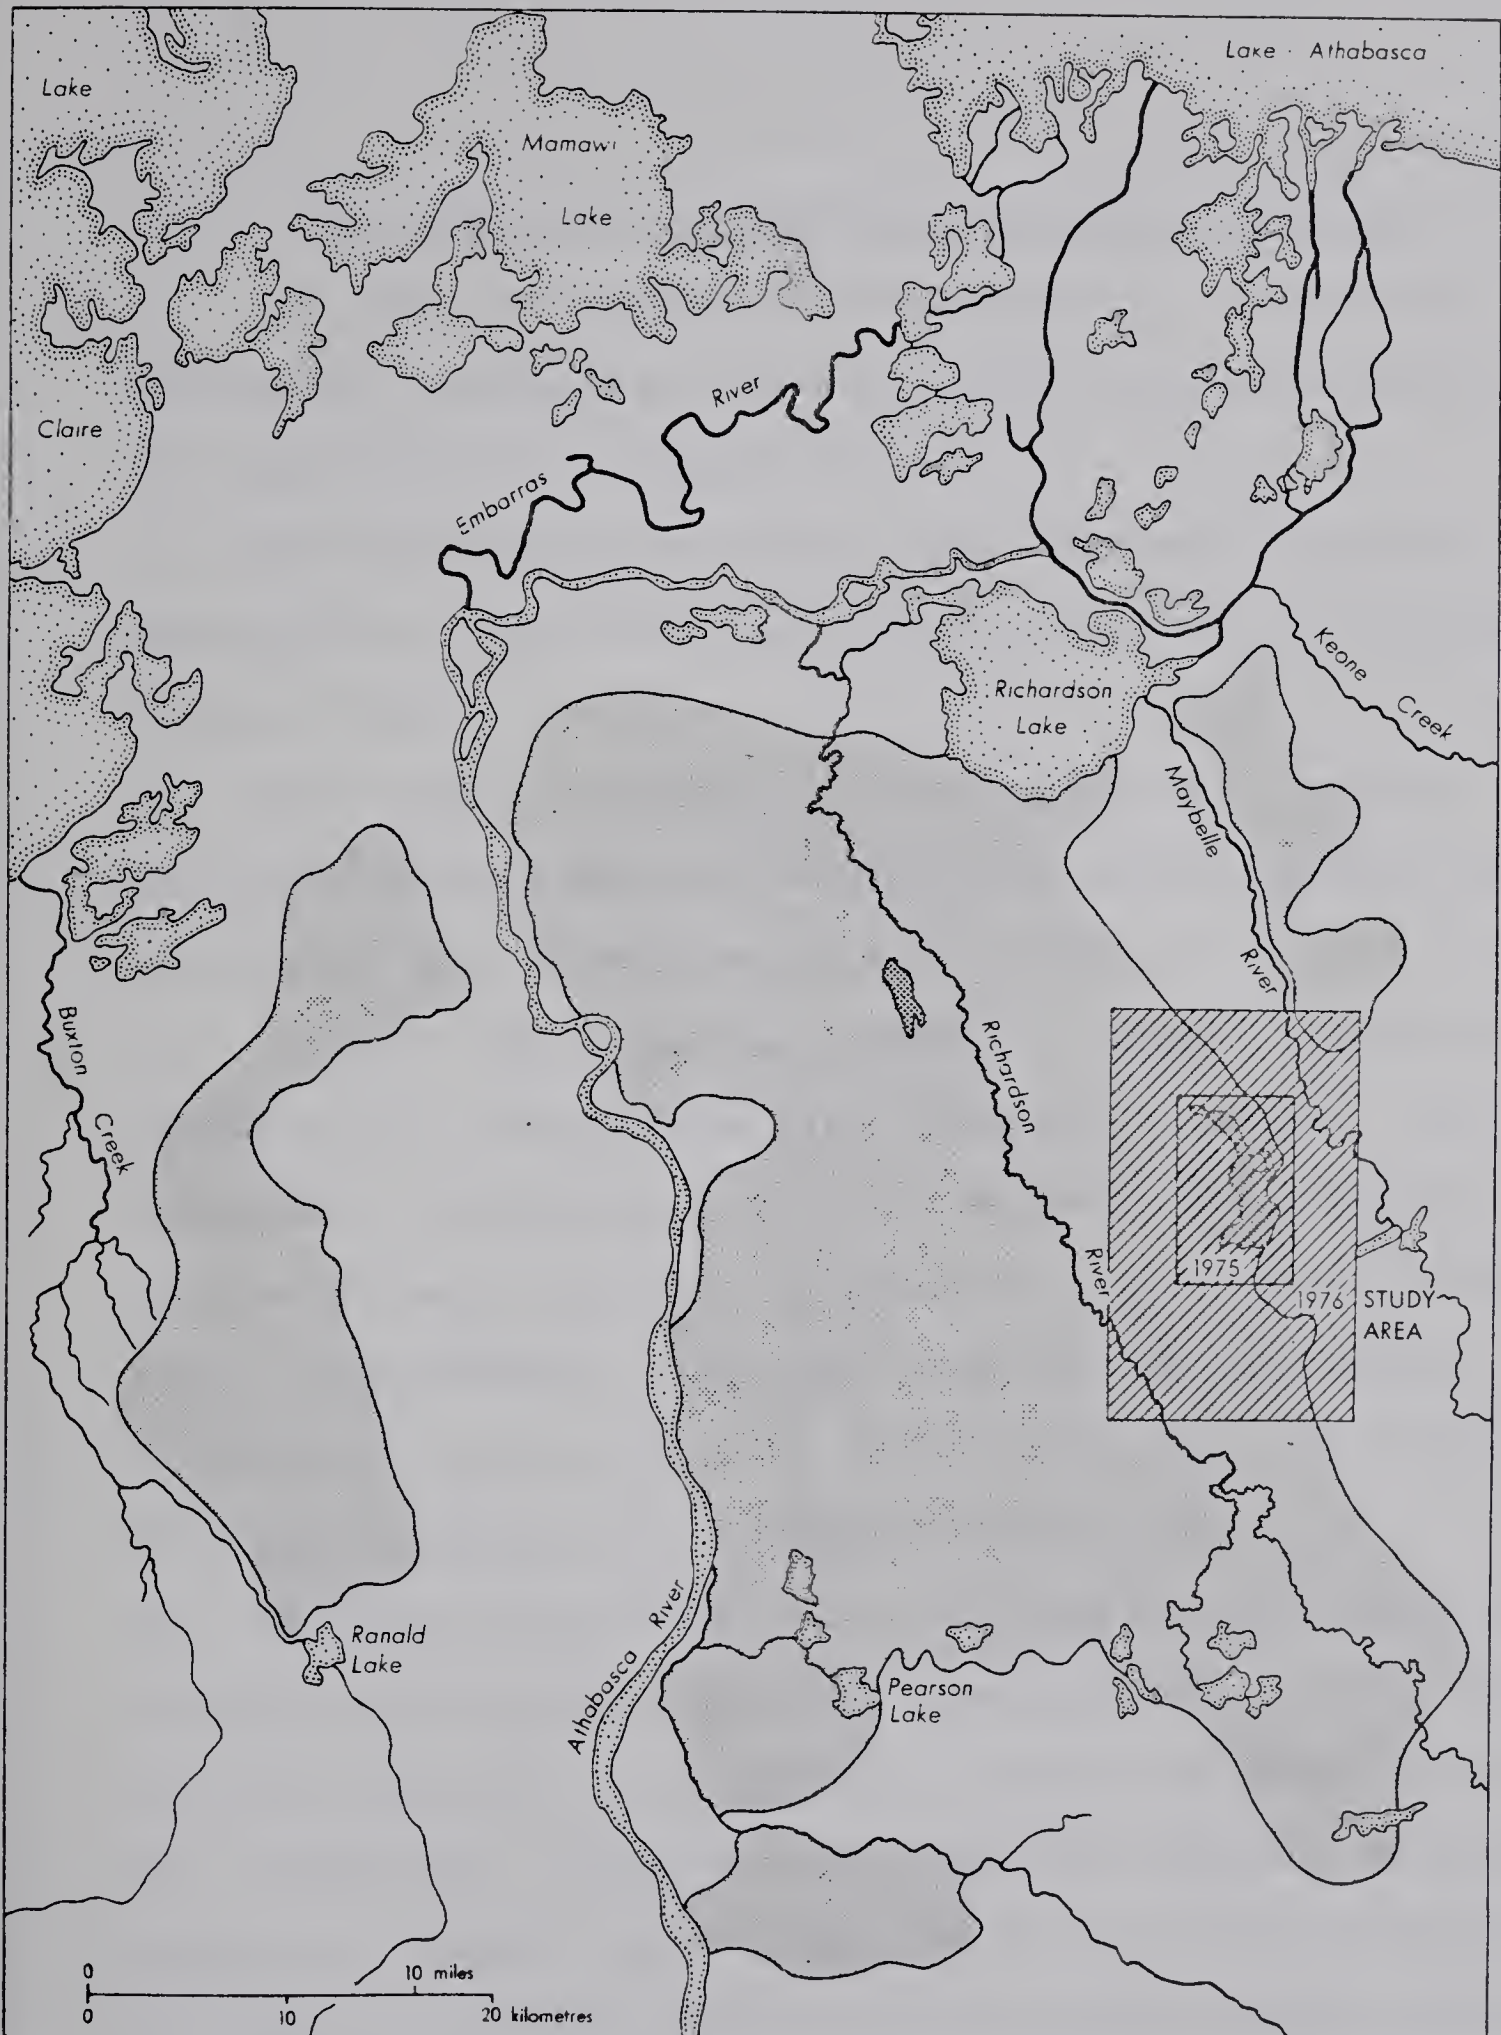 Lake Athabasca
Lake
Mamawi
Lake
River
Claire
Embarras
Keone
Creek
Richardson
Lake
Maybelle
River
Buxton
Creek
Richardson
River
1975
1976 STUDY
AREA
River
Athabasca
Ranald
Lake
Pearson
Lake
0 10 miles
0 10 20 kilometres